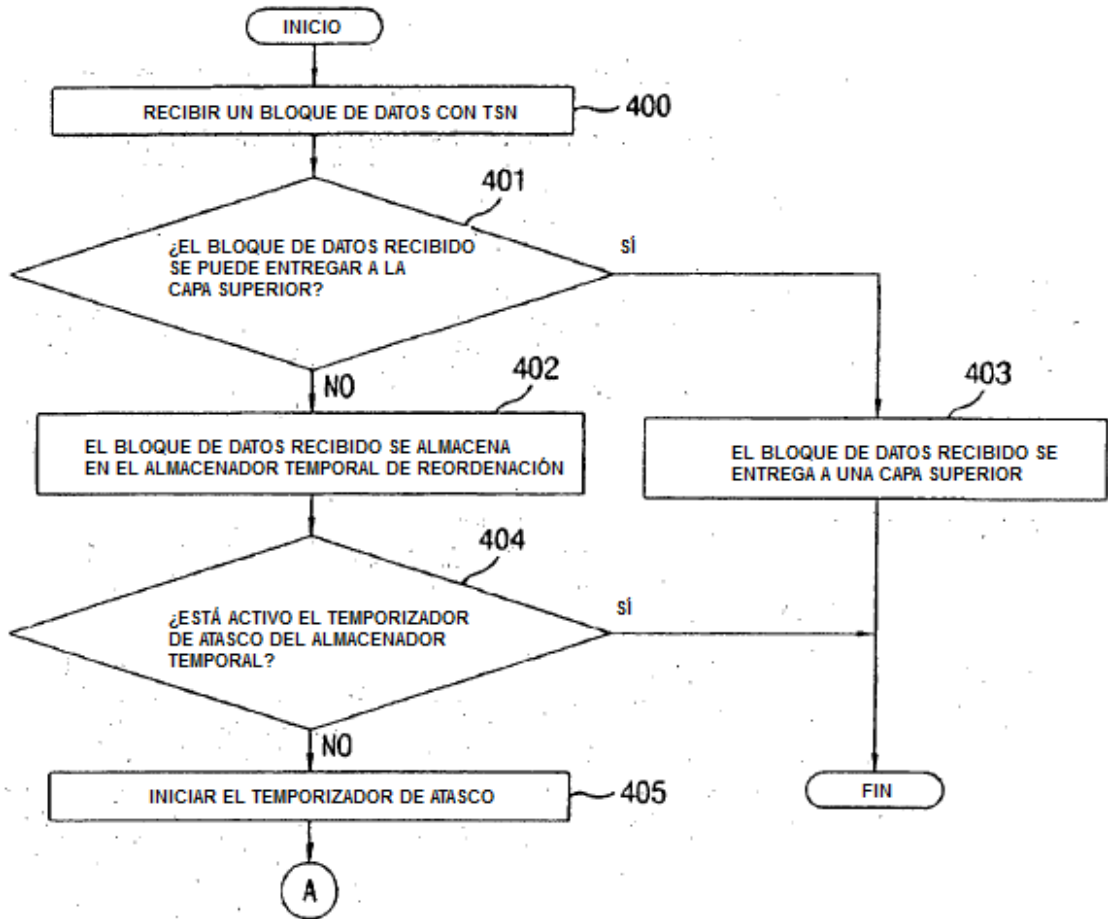 INICIO
RECIBIR UN BLOQUE DE DATOS CON TSN
400
401
¿EL BLOQUE DE DATOS RECIBIDO
SE PUEDE ENTREGAR A LA
CAPA SUPERIOR?
SÍ
NO
402
403
EL BLOQUE DE DATOS RECIBIDO SE ALMACENA
EN EL ALMACENADOR TEMPORAL DE REORDENACIÓN
EL BLOQUE DE DATOS RECIBIDO SE
ENTREGA A UNA CAPA SUPERIOR
404
¿ESTÁ ACTIVO EL TEMPORIZADOR
DE ATASCO DEL ALMACENADOR
TEMPORAL?
SÍ
NO
INICIAR EL TEMPORIZADOR DE ATASCO
405
FIN
A